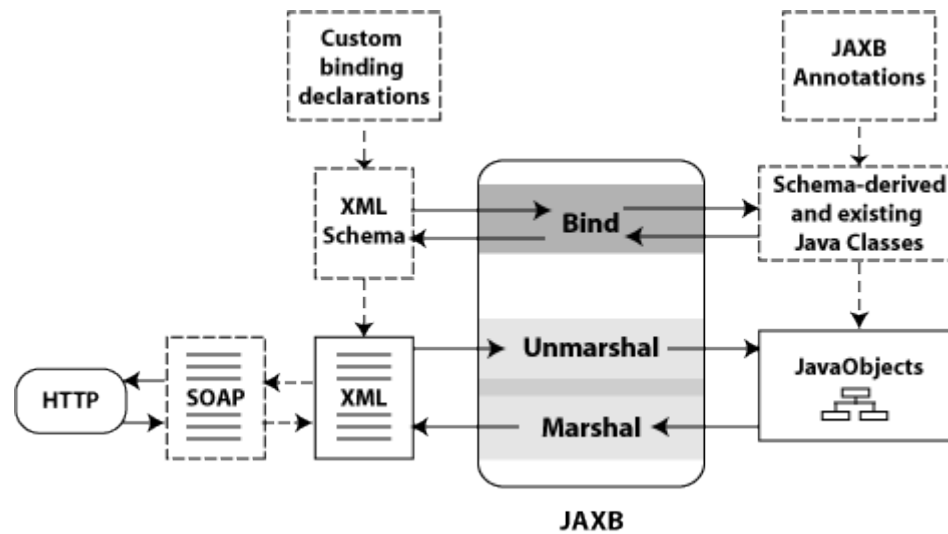 Custom
binding
declarations
JAXB
Annotations
XML
Schema
Bind
Schema-derived
and existing
Java Classes
HTTP
SOAP
XML
Unmarshal
Marshal
JavaObjects
JAXB